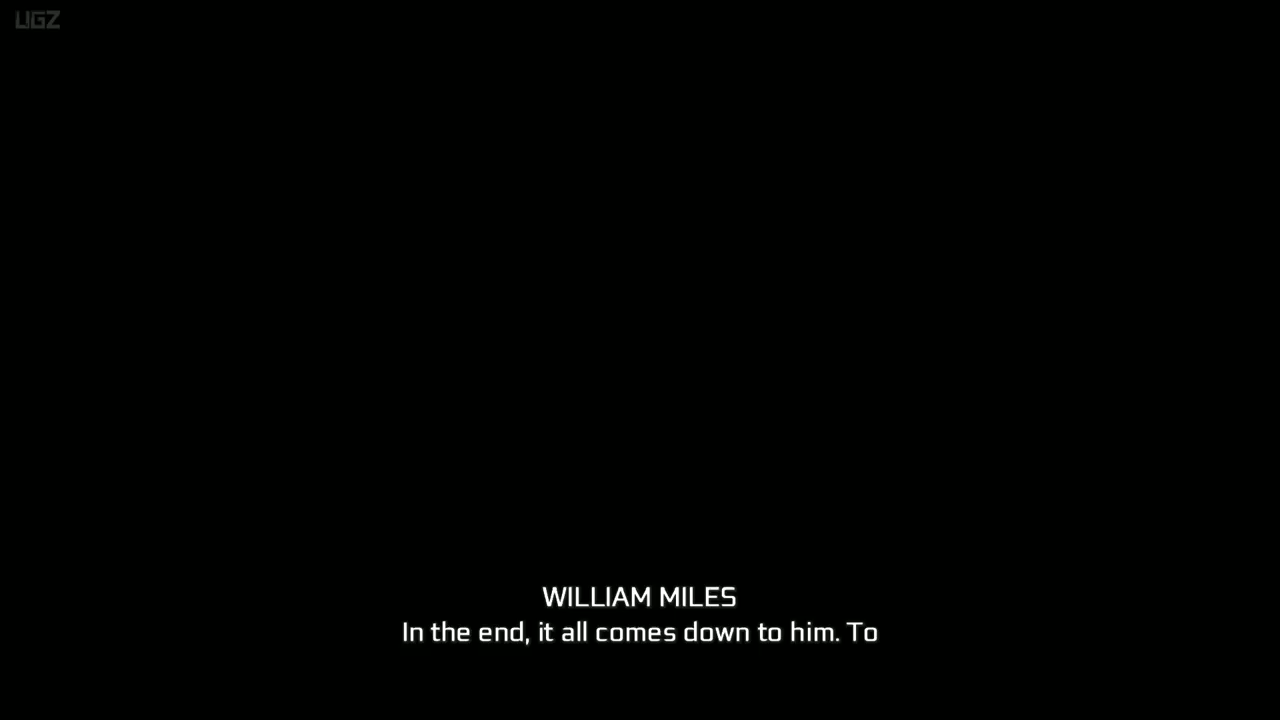 UGZ
WILLIAM MILES
In the end, it all comes down to him. To